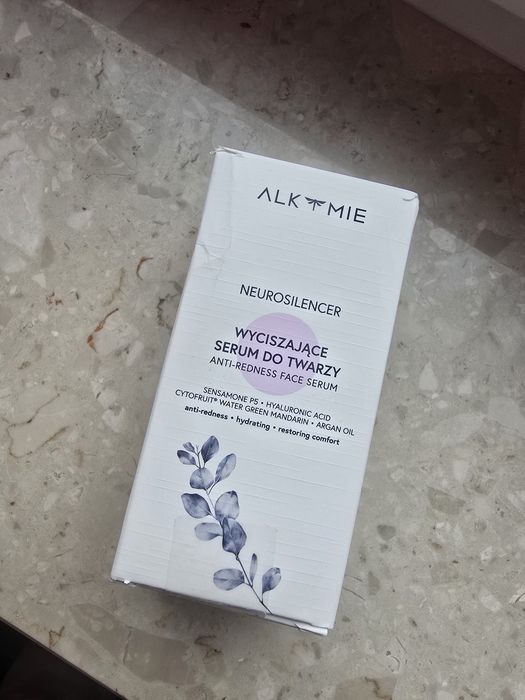 ALKMIE
NEUROSILENCER
WYCISZAJĄCE
SERUM DO TWARZY
ANTI-REDNESS FACE SERUM
SENSAMONE P5 • HYALURONIC ACID
CYTOFRUIT® WATER GREEN MANDARIN • ARGAN OIL
anti-redness • hydrating • restoring comfort